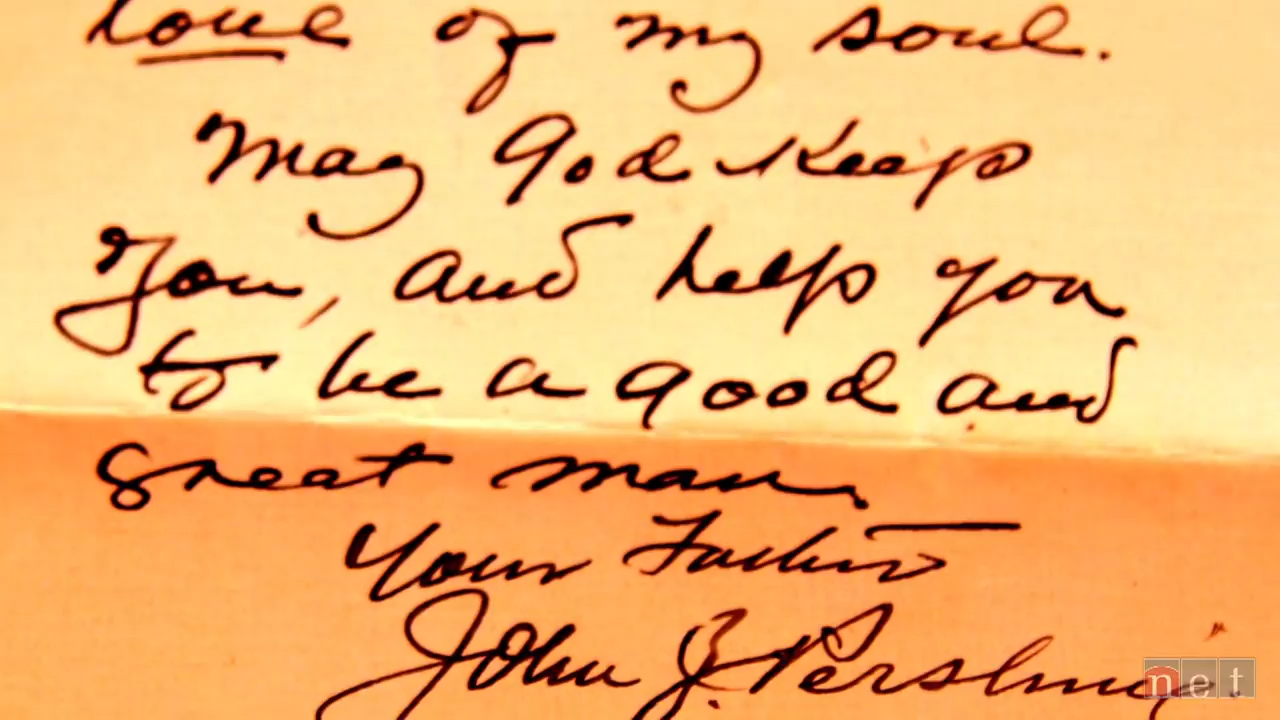 love of my soul.
May God keep
you, and help you
to be a good and
great man.
Your Father
John J. Pershing.
net